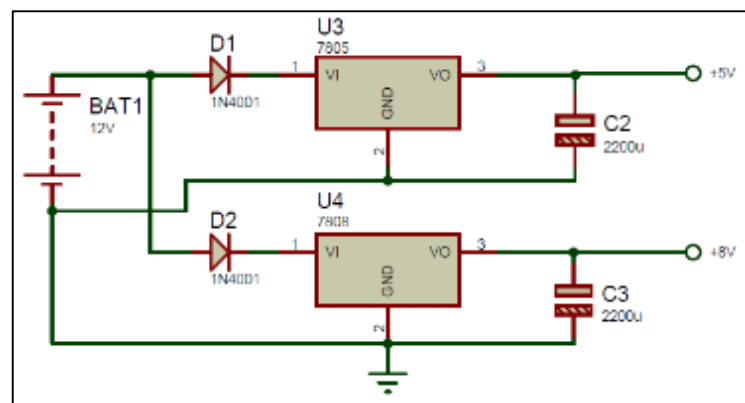 U3
7805
D1
1N4001
1
VI
VO
3
GND
2
+5V
BAT1
12V
C2
2200u
U4
7808
D2
1N4001
1
VI
VO
3
GND
2
+8V
C3
2200u